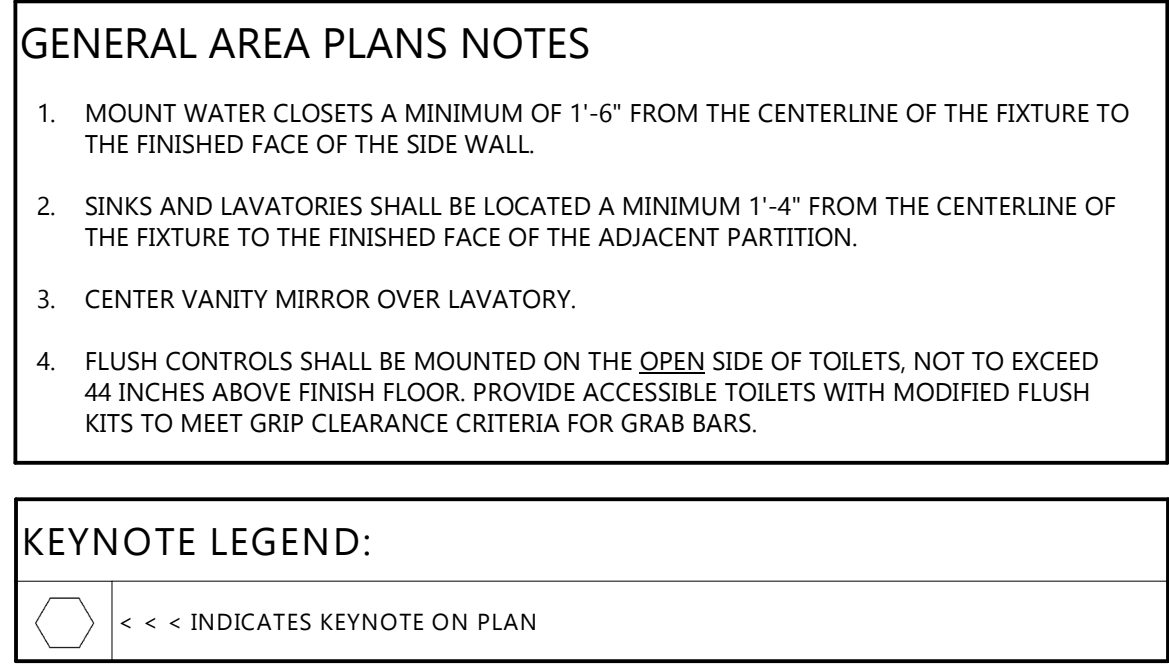 GENERAL AREA PLANS NOTES
1. MOUNT WATER CLOSETS A MINIMUM OF 1'-6" FROM THE CENTERLINE OF THE FIXTURE TO
THE FINISHED FACE OF THE SIDE WALL.
2. SINKS AND LAVATORIES SHALL BE LOCATED A MINIMUM 1'-4" FROM THE CENTERLINE OF
THE FIXTURE TO THE FINISHED FACE OF THE ADJACENT PARTITION.
3. CENTER VANITY MIRROR OVER LAVATORY.
4. FLUSH CONTROLS SHALL BE MOUNTED ON THE OPEN SIDE OF TOILETS, NOT TO EXCEED
44 INCHES ABOVE FINISH FLOOR. PROVIDE ACCESSIBLE TOILETS WITH MODIFIED FLUSH
KITS TO MEET GRIP CLEARANCE CRITERIA FOR GRAB BARS.
KEYNOTE LEGEND:
< < < INDICATES KEYNOTE ON PLAN